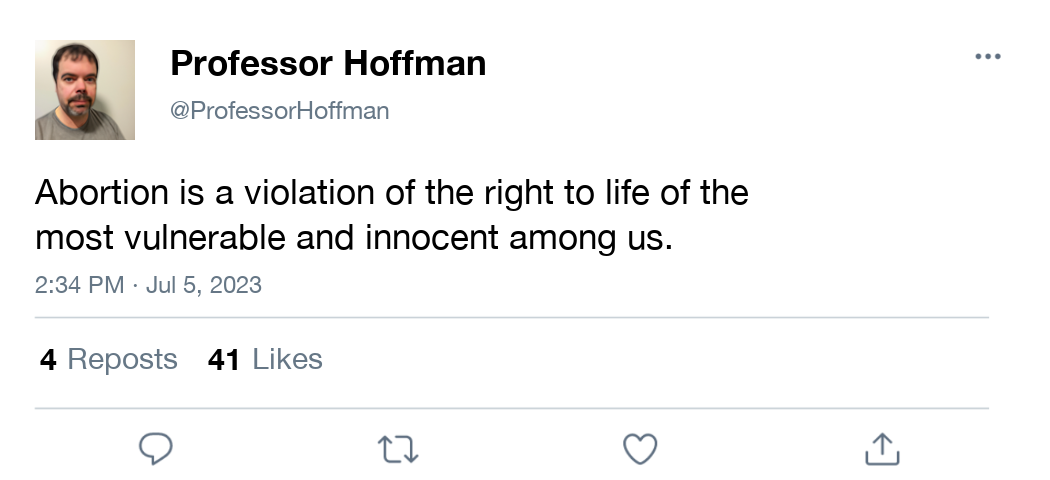 Professor Hoffman
@ProfessorHoffman
Abortion is a violation of the right to life of the
most vulnerable and innocent among us.
2:34 PM · Jul 5, 2023
4 Reposts 41 Likes